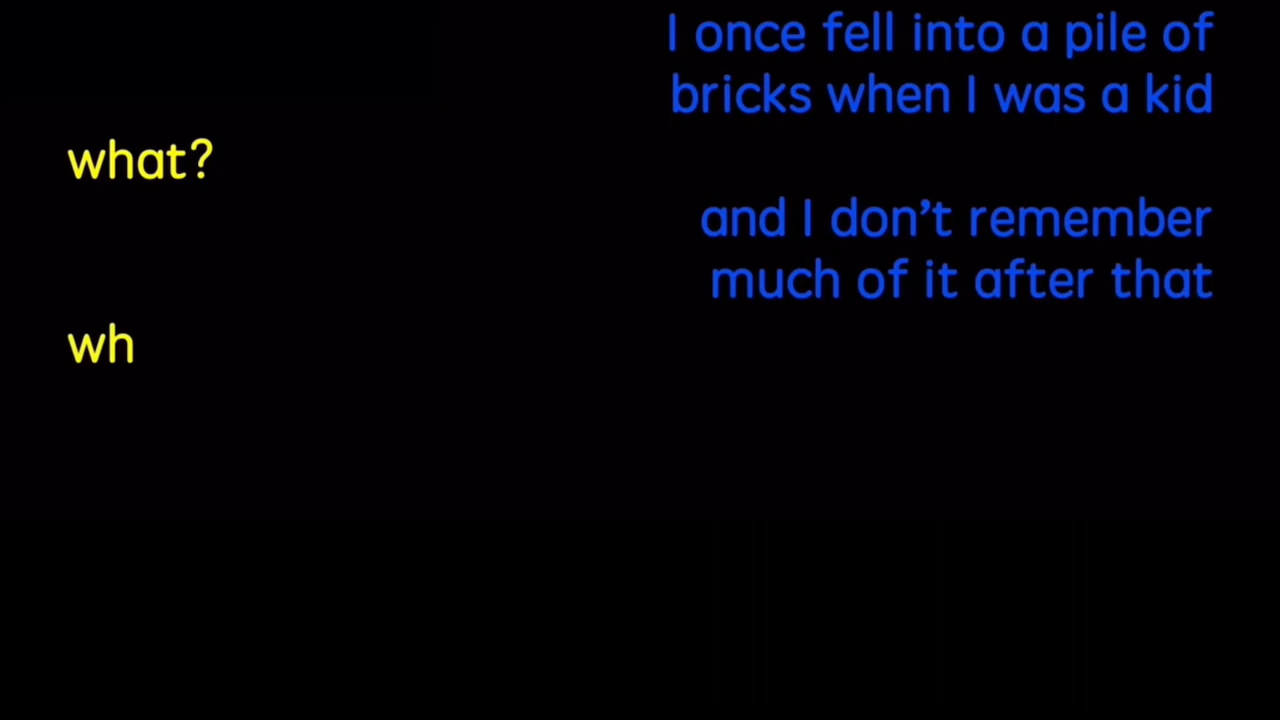 I once fell into a pile of
bricks when I was a kid
what?
and I don’t remember
much of it after that
wh